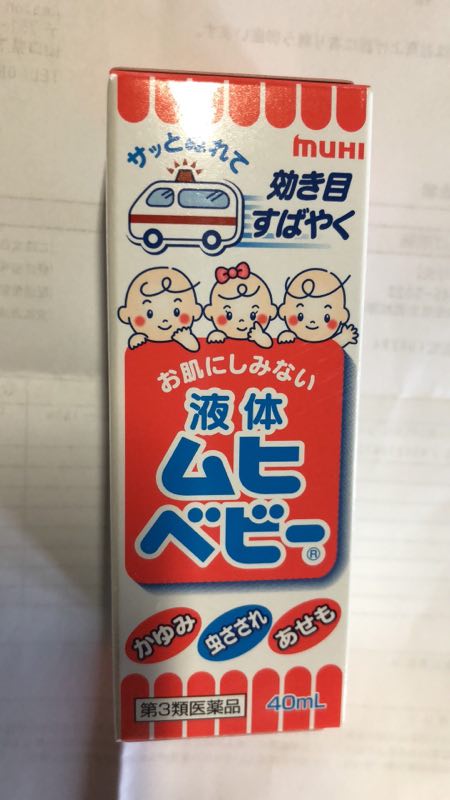 muHI
サッとぬれて
効き目
すばやく
お肌にしみない
液体
ムヒ
ベビー®
かゆみ
虫さされ
あせも
第3類医薬品
40mL